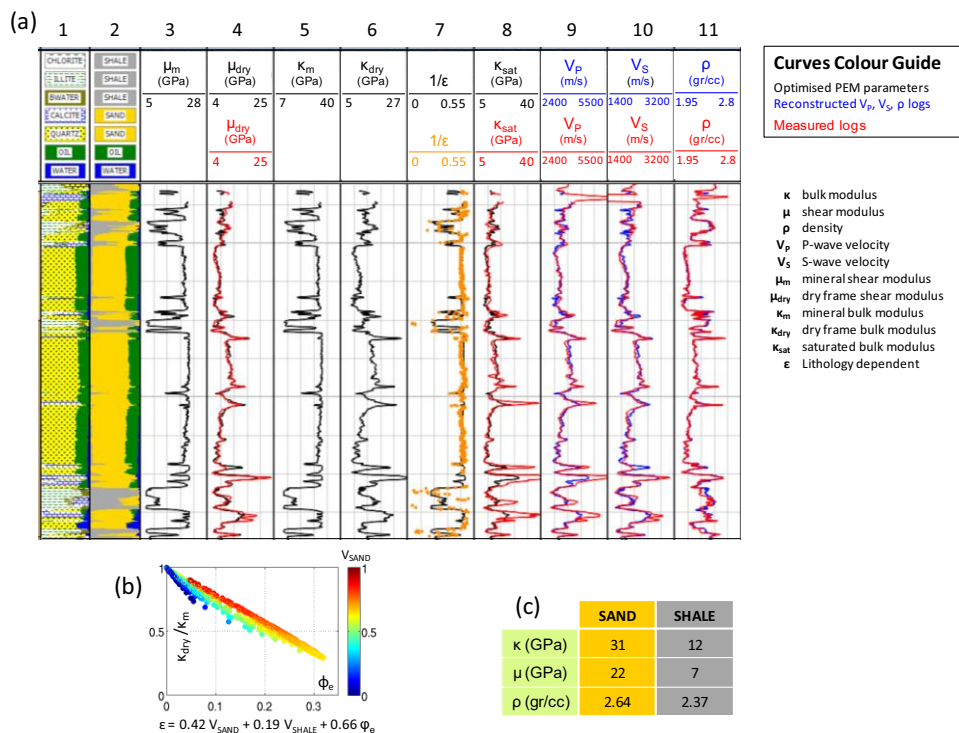 (a)
1 2 3 4 5 6 7 8 9 10 11
CHLORITE
ILLITE
BWATER
CALCITE
QUARTZ
OIL
WATER
SHALE
SHALE
SHALE
SAND
SAND
OIL
WATER
μm
(GPa)
5 28
μdry
(GPa)
4 25
μdry
(GPa)
4 25
κm
(GPa)
7 40
κdry
(GPa)
5 27
1/ε
0 0.55
1/ε
0 0.55
κsat
(GPa)
5 40
κsat
(GPa)
5 40
VP
(m/s)
2400 5500
VP
(m/s)
2400 5500
VS
(m/s)
1400 3200
VS
(m/s)
1400 3200
ρ
(gr/cc)
1.95 2.8
ρ
(gr/cc)
1.95 2.8
Curves Colour Guide
Optimised PEM parameters
Reconstructed VP, VS, ρ logs
Measured logs
κ bulk modulus
μ shear modulus
ρ density
VP P-wave velocity
VS S-wave velocity
μm mineral shear modulus
μdry dry frame shear modulus
κm mineral bulk modulus
κdry dry frame bulk modulus
κsat saturated bulk modulus
ε Lithology dependent
(b)
VSAND
1
0.5
0
κdry/κm
1
0.5
0
0 0.1 0.2 0.3
ϕe
ε = 0.42 VSAND + 0.19 VSHALE + 0.66 φe
(c)
SAND SHALE
κ (GPa) 31 12
μ (GPa) 22 7
ρ (gr/cc) 2.64 2.37